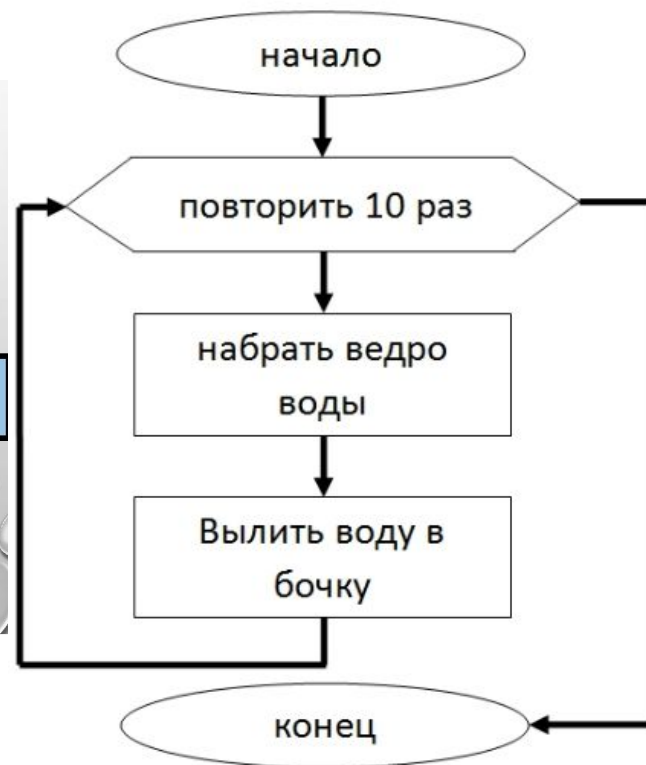 начало
повторить 10 раз
набрать ведро
воды
Вылить воду в
бочку
конец